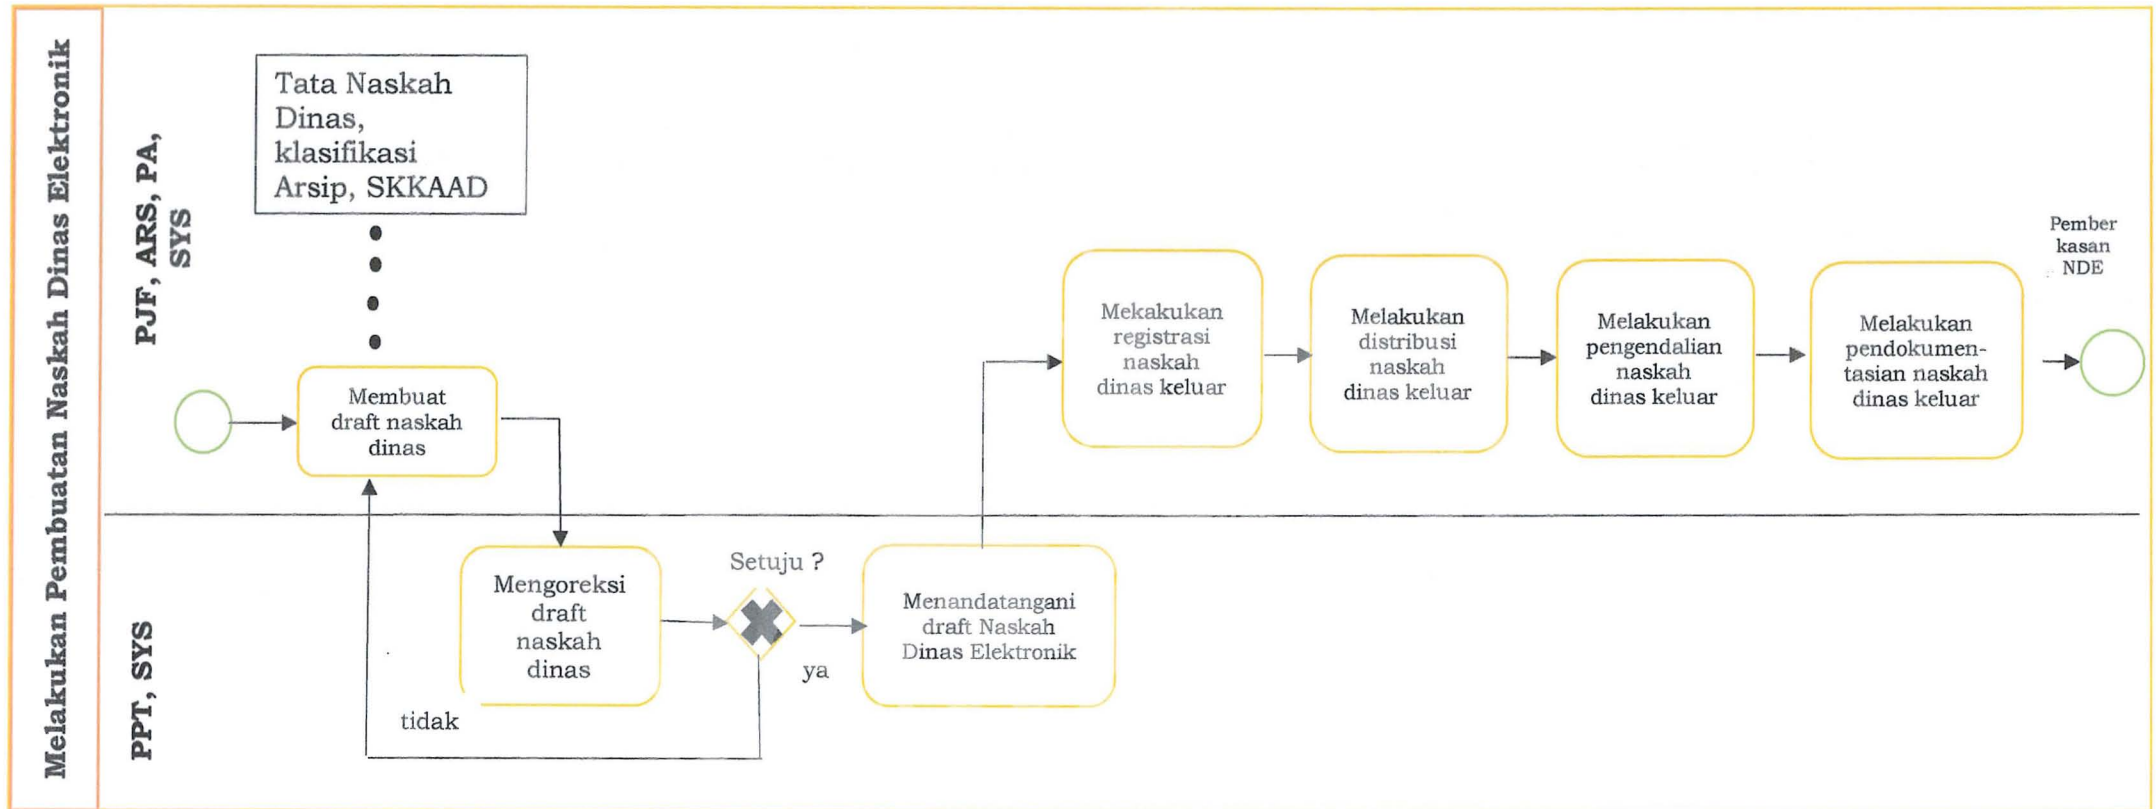 Melakukan Pembuatan Naskah Dinas Elektronik
PJF, ARS, PA,
SYS
Tata Naskah
Dinas,
klasifikasi
Arsip, SKKAAD
Membuat
draft naskah
dinas
Mekakukan
registrasi
naskah
dinas keluar
Melakukan
distribusi
naskah
dinas keluar
Melakukan
pengendalian
naskah
dinas keluar
Melakukan
pendokumen-
tasian naskah
dinas keluar
Pember
kasan
NDE
PPT, SYS
Mengoreksi
draft
naskah
dinas
Setuju ?
ya
tidak
Menandatangani
draft Naskah
Dinas Elektronik